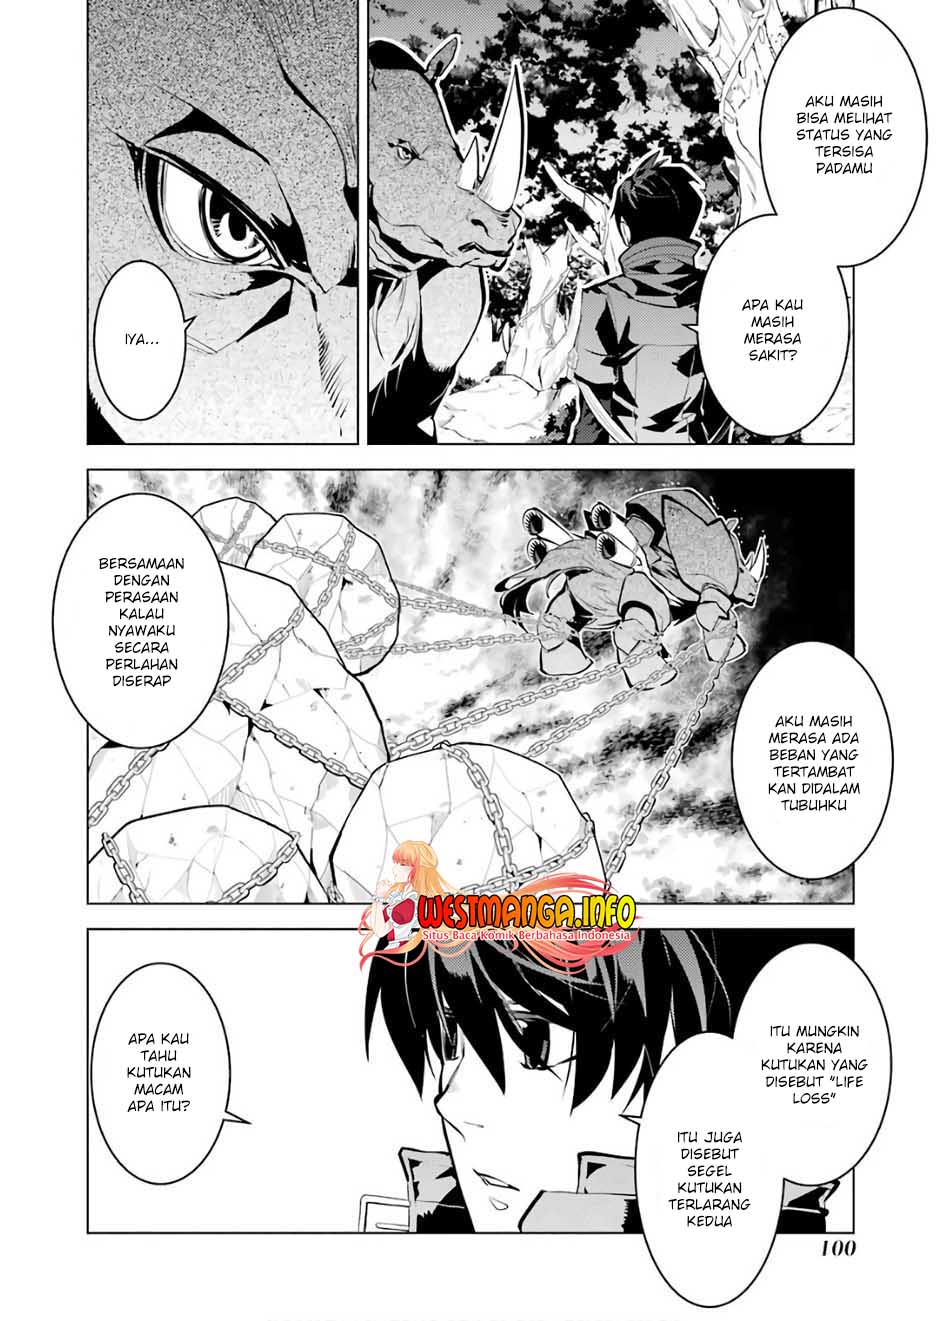 AKU MASIH
BISA MELIHAT
STATUS YANG
TERSISA
PADAMU
APA KAU
MASIH
MERASA
SAKIT?
IYA...
AKU MASIH
MERASA ADA
BEBAN YANG
TERTAMBAT
KAN DIDALAM
TUBUHKU
BERSAMAAN
DENGAN
PERASAAN
KALAU
NYAWAKU
SECARA
PERLAHAN
DISERAP
WESTMANGA.INFO
Situs Baca Komik Berbahasa Indonesia
ITU MUNGKIN
KARENA
KUTUKAN YANG
DISEBUT "LIFE
LOSS"
ITU JUGA
DISEBUT
SEGEL
KUTUKAN
TERLARANG
KEDUA
APA KAU
TAHU
KUTUKAN
MACAM
APA ITU?
100